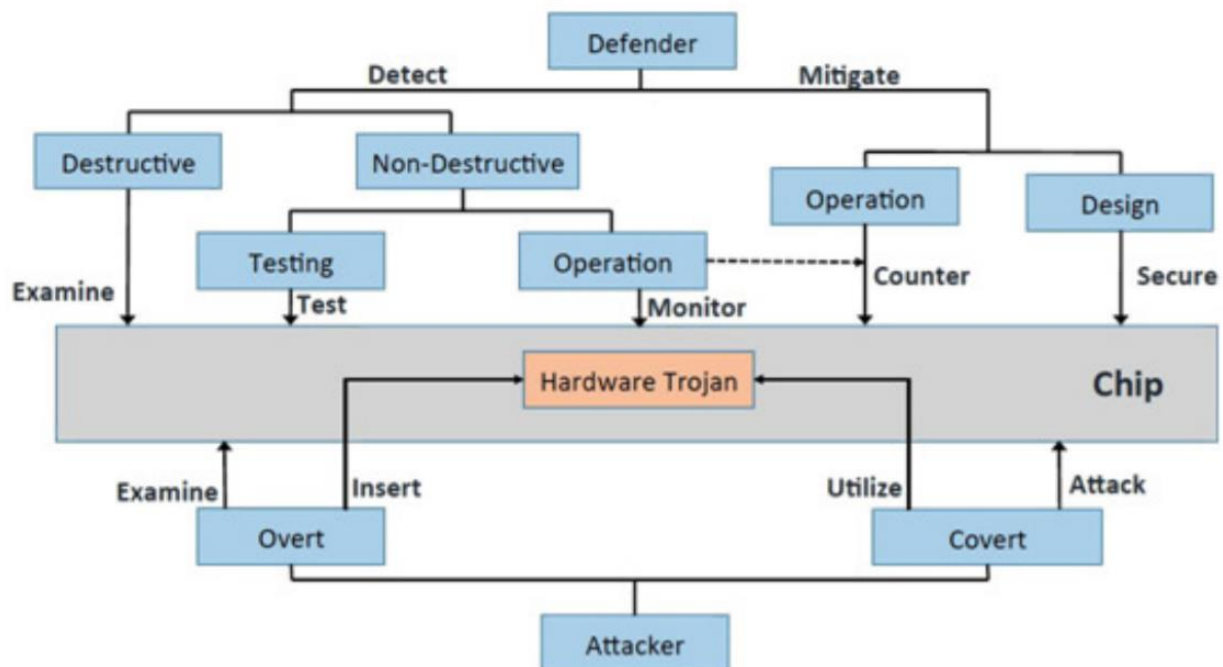 Defender
Detect
Mitigate
Destructive
Non-Destructive
Operation
Design
Testing
Operation
Examine
Test
Monitor
Counter
Secure
Hardware Trojan
Chip
Examine
Insert
Utilize
Attack
Overt
Covert
Attacker